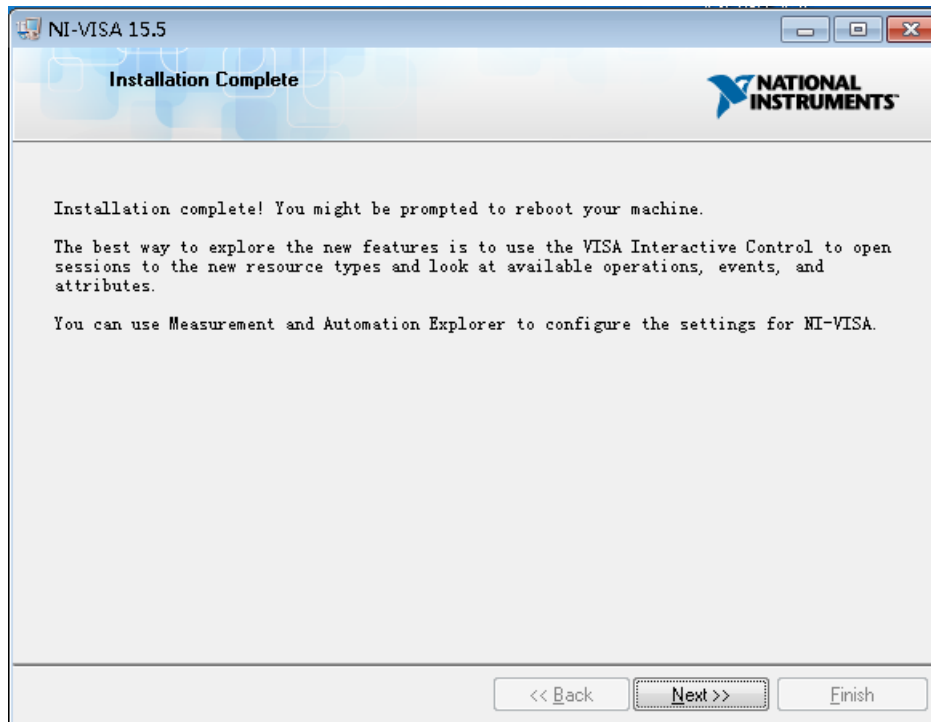 NI-VISA 15.5
Installation Complete
NATIONAL
INSTRUMENTS™
Installation complete! You might be prompted to reboot your machine.
The best way to explore the new features is to use the VISA Interactive Control to open
sessions to the new resource types and look at available operations, events, and
attributes.
You can use Measurement and Automation Explorer to configure the settings for NI-VISA.
<< Back
Next >>
Finish